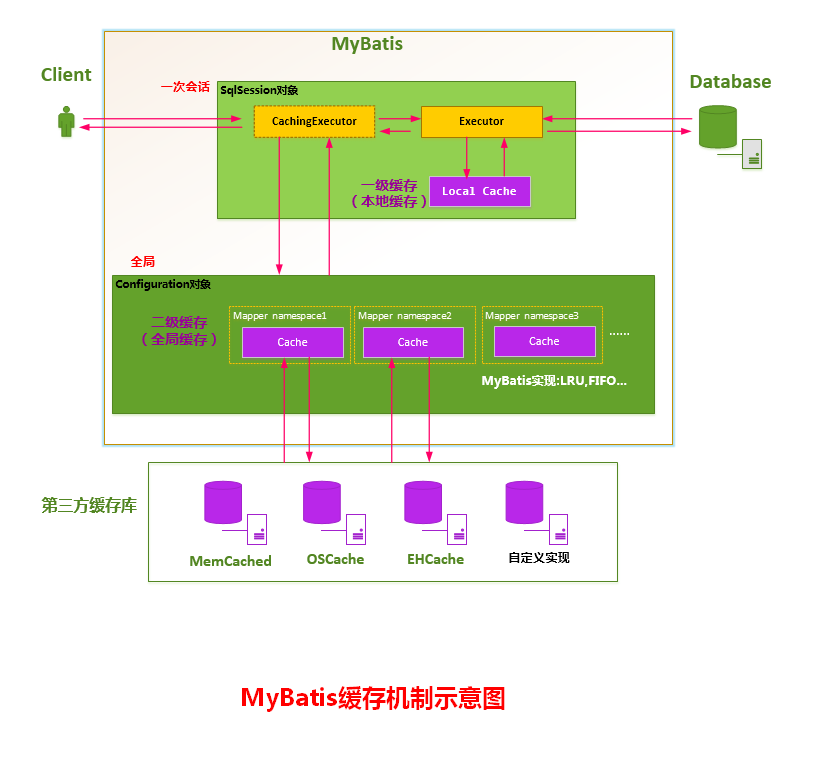 MyBatis
Client
Database
一次会话
SqlSession对象
CachingExecutor
Executor
一级缓存
（本地缓存）
Local Cache
全局
Configuration对象
二级缓存
（全局缓存）
Mapper namespace1
Cache
Mapper namespace2
Cache
Mapper namespace3
Cache
......
MyBatis实现:LRU,FIFO...
第三方缓存库
MemCached
OSCache
EHCache
自定义实现
MyBatis缓存机制示意图